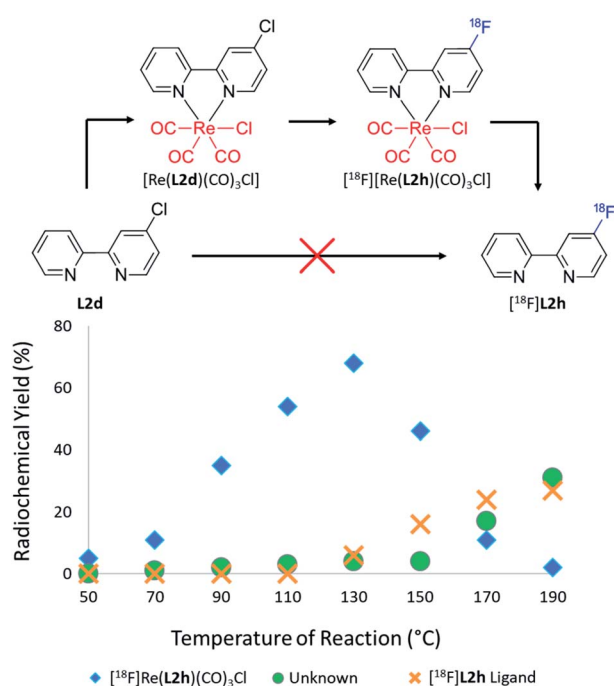 Cl
18F
N
N
N
N
OC
Re
Cl
OC
CO
OC
Re
Cl
OC
CO
[Re(L2d)(CO)3Cl]
[18F][Re(L2h)(CO)3Cl]
Cl
18F
N
N
N
N
L2d
[18F]L2h
80
60
40
20
0
Radiochemical Yield (%)
50 70 90 110 130 150 170 190
Temperature of Reaction (°C)
[18F]Re(L2h)(CO)3Cl Unknown [18F]L2h Ligand